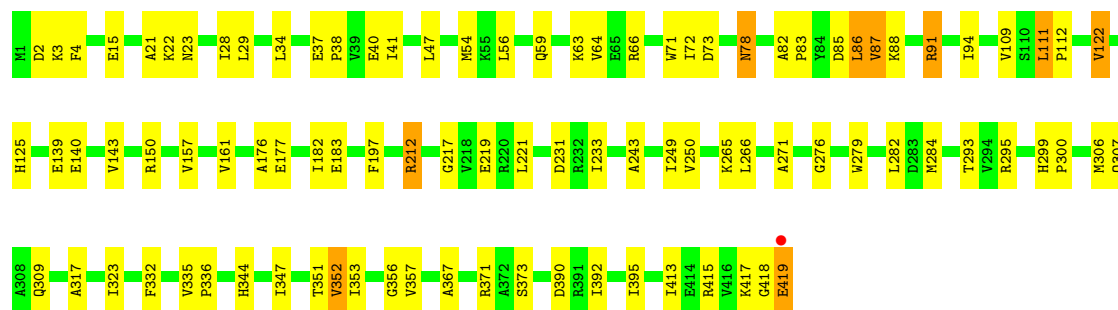 M1 D2 K3 F4 E15 A21 K22 N23 I28 L29 L34 E37 P38 V39 E40 I41 L47 M54 K55 L56 Q59 K63 V64 E65 R66 W71 I72 D73 N78 A82 P83 Y84 D85 L86 V87 K88 R91 I94 V109 S110 L111 P112 V122
H125 E139 E140 V143 R150 V157 V161 A176 E177 I182 E183 F197 R212 G217 V218 E219 R220 L221 D231 R232 I233 A243 I249 V250 K265 L266 A271 G276 W279 L282 D283 M284 T293 V294 R295 H299 P300 M306
A308 Q309 A317 I323 F332 V335 P336 H344 I347 T351 V352 I353 G356 V357 A367 R371 A372 S373 D390 R391 I392 I395 I413 E414 R415 V416 K417 G418 E419